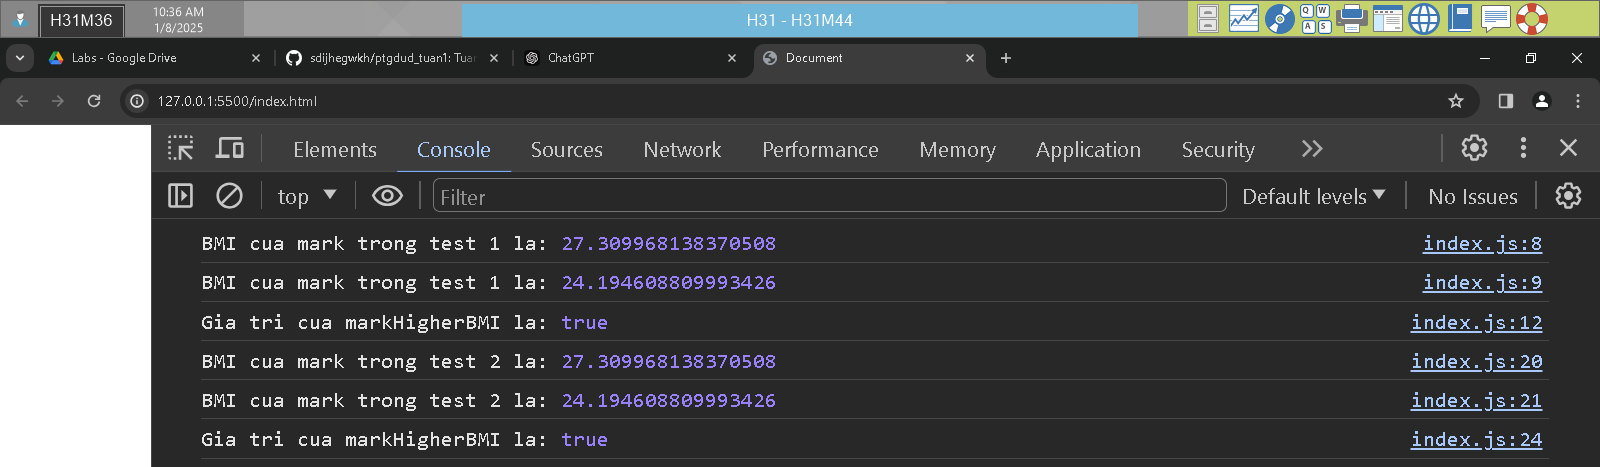 H31M36
10:36 AM
1/8/2025
H31 - H31M44
Q W
A S
Labs - Google Drive
sdijhegwkh/ptgdud_tuan1: Tuan
ChatGPT
Document
127.0.0.1:5500/index.html
Elements Console Sources Network Performance Memory Application Security
top Filter Default levels No Issues
BMI cua mark trong test 1 la: 27.309968138370508 index.js:8
BMI cua mark trong test 1 la: 24.194608809993426 index.js:9
Gia tri cua markHigherBMI la: true index.js:12
BMI cua mark trong test 2 la: 27.309968138370508 index.js:20
BMI cua mark trong test 2 la: 24.194608809993426 index.js:21
Gia tri cua markHigherBMI la: true index.js:24